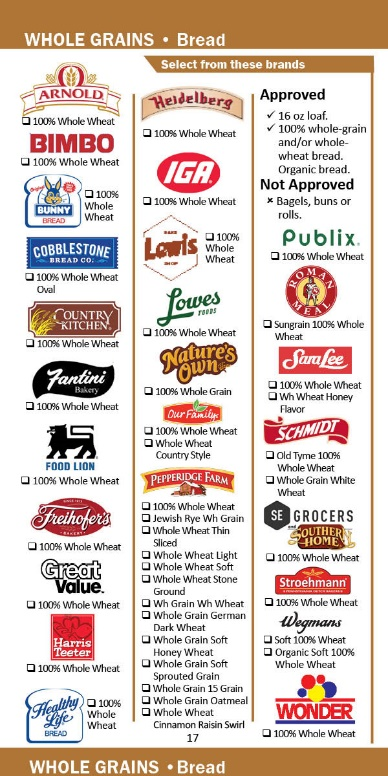 WHOLE GRAINS • Bread
Select from these brands
ARNOLD
100% Whole Wheat
BIMBO
100% Whole Wheat
Original
BUNNY
BREAD
100%
Whole
Wheat
COBBLESTONE
BREAD CO.
100% Whole Wheat
Oval
COUNTRY
KITCHEN
100% Whole Wheat
Fantini
Bakery
100% Whole Wheat
FOOD LION
100% Whole Wheat
Freihofer's
BAKERY
100% Whole Wheat
Great
Value™
100% Whole Wheat
Harris
Teeter
100% Whole Wheat
Healthy
Life
BREAD
100%
Whole
Wheat
Heidelberg
100% Whole Wheat
IGA
100% Whole Wheat
BAKE
Lewis
SHOP
100%
Whole
Wheat
Lowes
FOODS
100% Whole Wheat
Nature's
Own
100% Whole Grain
Our Family
100% Whole Wheat
Whole Wheat
Country Style
PEPPERIDGE FARM
100% Whole Wheat
Jewish Rye Wh Grain
Whole Wheat Thin
Sliced
Whole Wheat Light
Whole Wheat Soft
Whole Wheat Stone
Ground
Wh Grain Wh Wheat
Whole Grain German
Dark Wheat
Whole Grain Soft
Honey Wheat
Whole Grain Soft
Sprouted Grain
Whole Grain 15 Grain
Whole Grain Oatmeal
Whole Wheat
Cinnamon Raisin Swirl
17
Approved
✓ 16 oz loaf.
✓ 100% whole-grain
and/or whole-
wheat bread.
Organic bread.
Not Approved
× Bagels, buns or
rolls.
Publix.
100% Whole Wheat
ROMAN
MEAL
Sungrain 100% Whole
Wheat
Sara Lee
100% Whole Wheat
Wh Wheat Honey
Flavor
SCHMIDT
Old Tyme 100%
Whole Wheat
Whole Grain White
Wheat
SE GROCERS
and
SOUTHERN
HOME
100% Whole Wheat
Stroehmann
100% Whole Wheat
Wegmans
Soft 100% Wheat
Organic Soft 100%
Whole Wheat
WONDER
100% Whole Wheat
WHOLE GRAINS • Bread